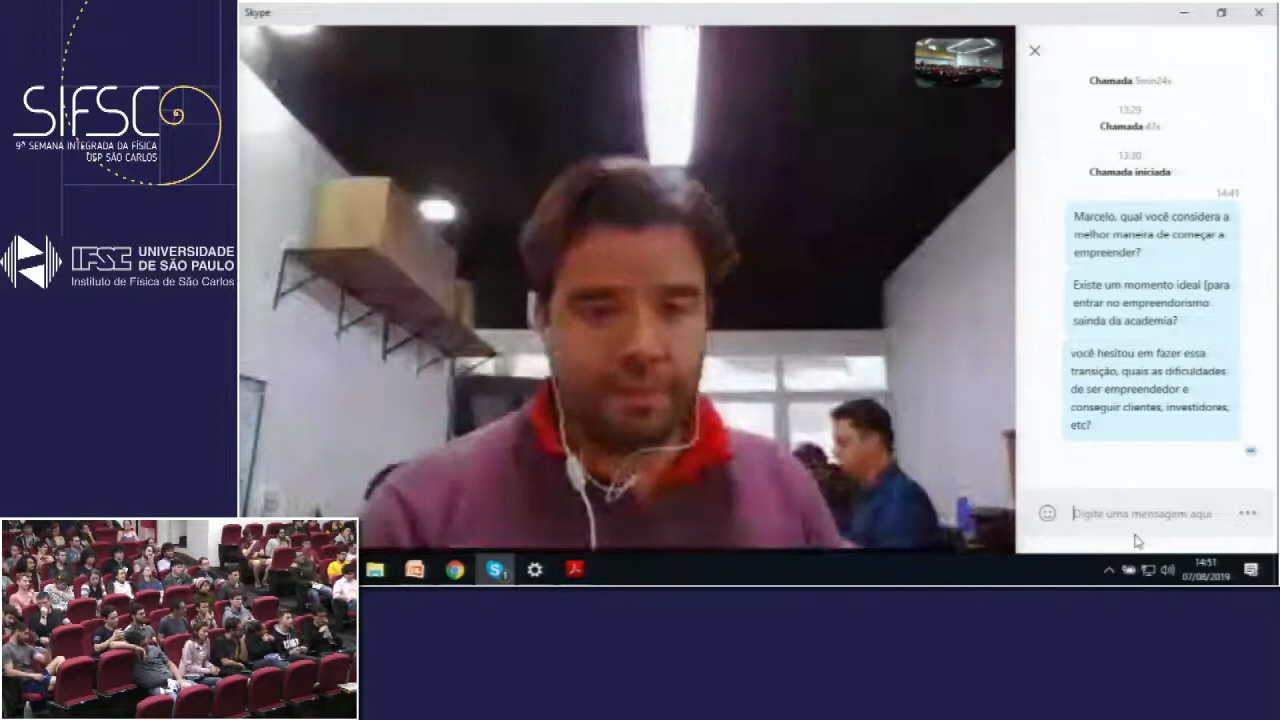 Skype
SIFSC
9ª SEMANA INTEGRADA DA FÍSICA
USP SÃO CARLOS
IFSC UNIVERSIDADE
DE SÃO PAULO
Instituto de Física de São Carlos
Chamada 5min24s
13:29
Chamada 47s
13:30
Chamada iniciada
14:41
Marcelo, qual você considera a
melhor maneira de começar a
empreender?
Existe um momento ideal [para
entrar no empreendorismo
sainda da academia?
você hesitou em fazer essa
transição, quais as dificuldades
de ser empreendedor e
conseguir clientes, investidores,
etc?
Digite uma mensagem aqui
14:51
07/08/2019